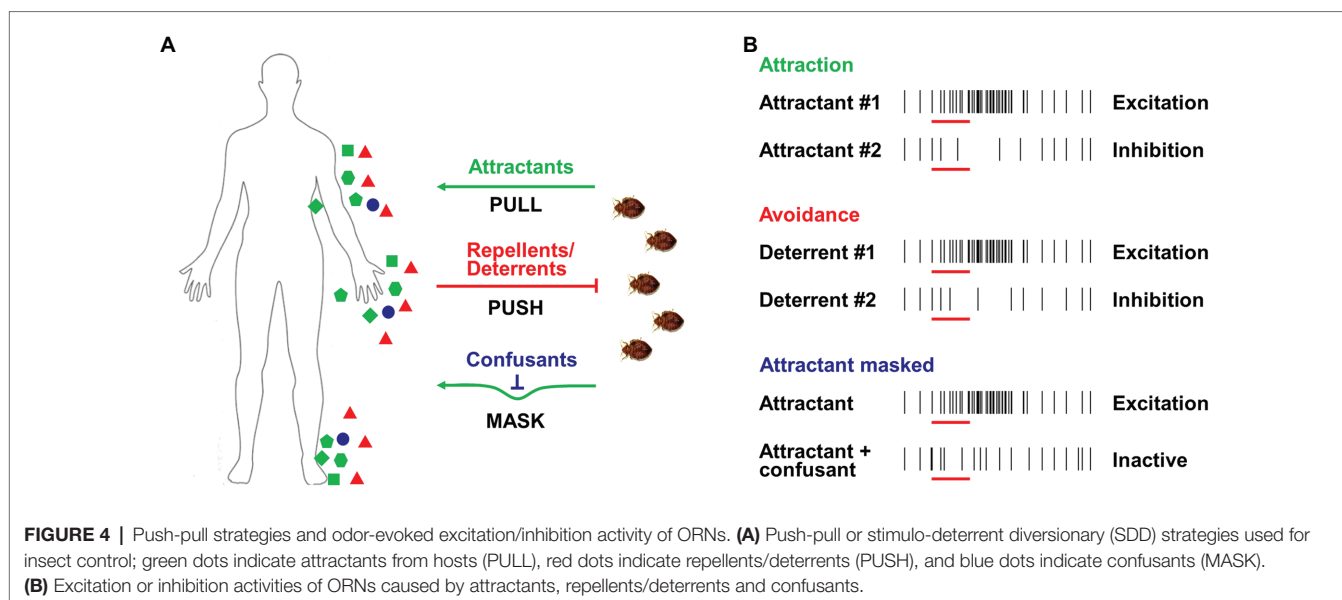 A
Attractants
PULL
Repellents/
Deterrents
PUSH
Confusants
MASK
B
Attraction
Attractant #1 Excitation
Attractant #2 Inhibition
Avoidance
Deterrent #1 Excitation
Deterrent #2 Inhibition
Attractant masked
Attractant Excitation
Attractant +
confusant Inactive
FIGURE 4 | Push-pull strategies and odor-evoked excitation/inhibition activity of ORNs. (A) Push-pull or stimulo-deterrent diversionary (SDD) strategies used for
insect control; green dots indicate attractants from hosts (PULL), red dots indicate repellents/deterrents (PUSH), and blue dots indicate confusants (MASK).
(B) Excitation or inhibition activities of ORNs caused by attractants, repellents/deterrents and confusants.